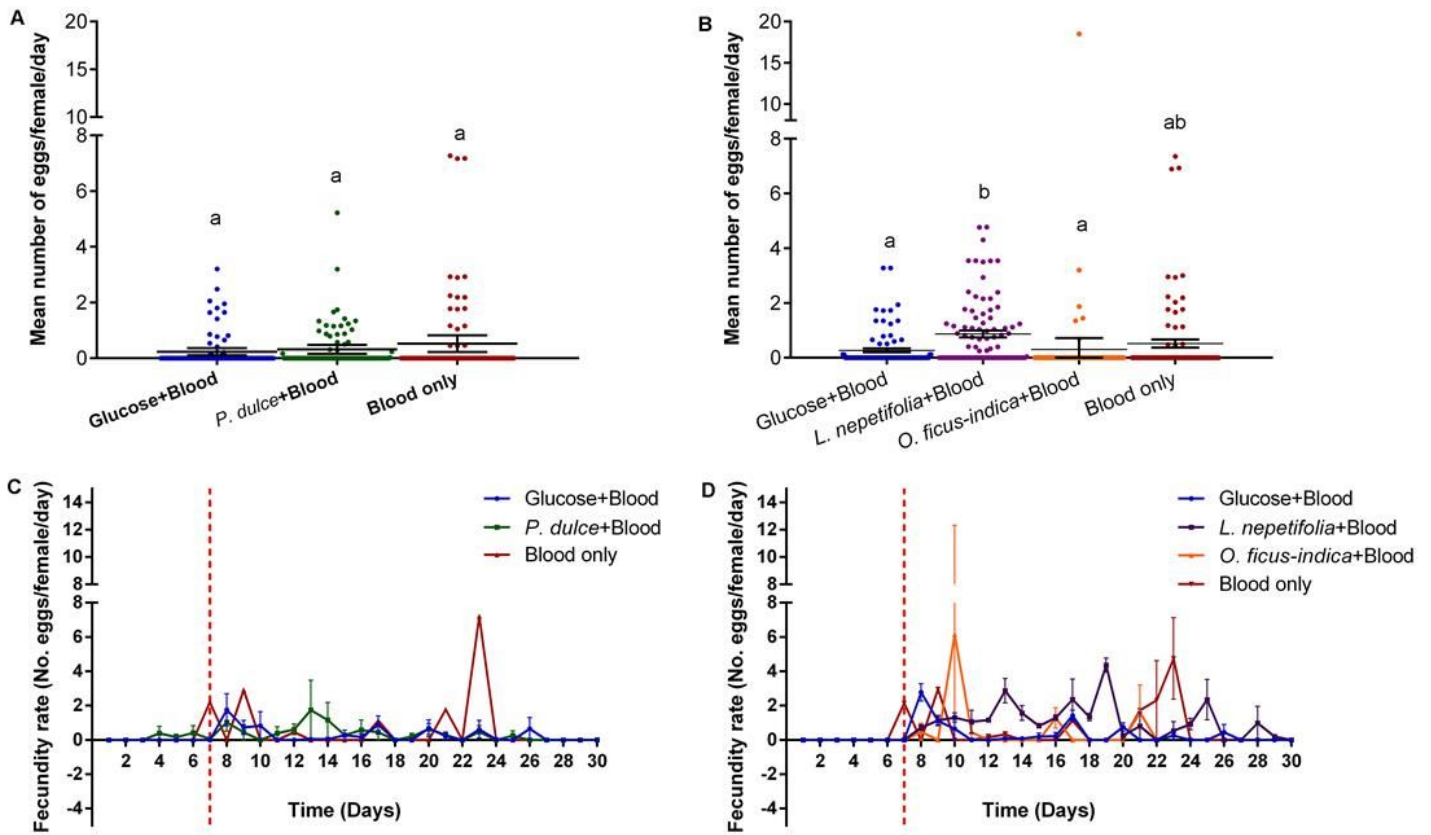 A
Mean number of eggs/female/day
20
15
10
8
6
4
2
0
a
a
a
Glucose+Blood
P. dulce+Blood
Blood only
B
Mean number of eggs/female/day
20
15
10
8
6
4
2
0
a
b
a
ab
Glucose+Blood
L. nepetifolia+Blood
O. ficus-indica+Blood
Blood only
C
Fecundity rate (No. eggs/female/day)
14
12
10
8
8
6
4
2
0
-2
-4
2 4 6 8 10 12 14 16 18 20 22 24 26 28 30
Time (Days)
Glucose+Blood
P. dulce+Blood
Blood only
D
Fecundity rate (No. eggs/female/day)
14
12
10
8
8
6
4
2
0
-2
-4
2 4 6 8 10 12 14 16 18 20 22 24 26 28 30
Time (Days)
Glucose+Blood
L. nepetifolia+Blood
O. ficus-indica+Blood
Blood only